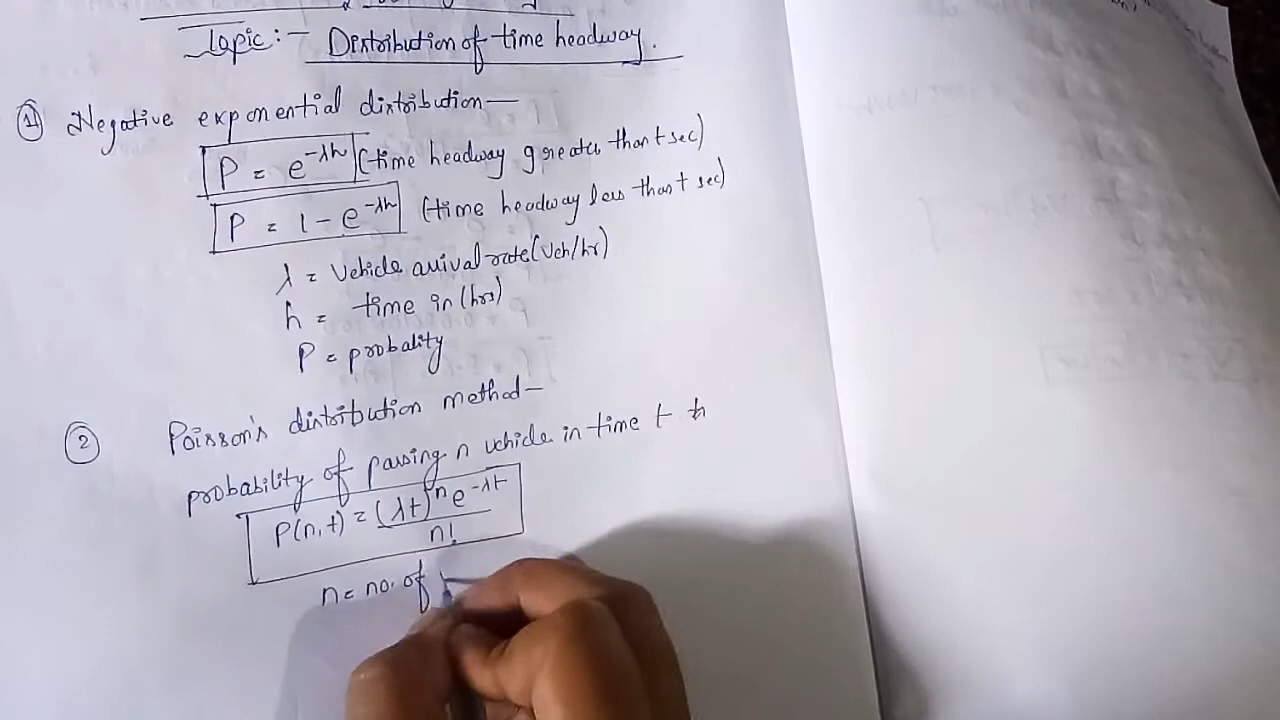 Topic:- Distribution of time headway.
① Negative exponential distribution—
P = e^-λh (time headway greater than t sec)
P = 1 - e^-λh (time headway less than t sec)
λ = Vehicle arrival rate (Veh/hr)
h = time in (hrs)
P = probality
② Poisson's distribution method—
probability of passing n vehicle in time t
P(n,t) = (λt)^n e^-λt / n!
n = no. of